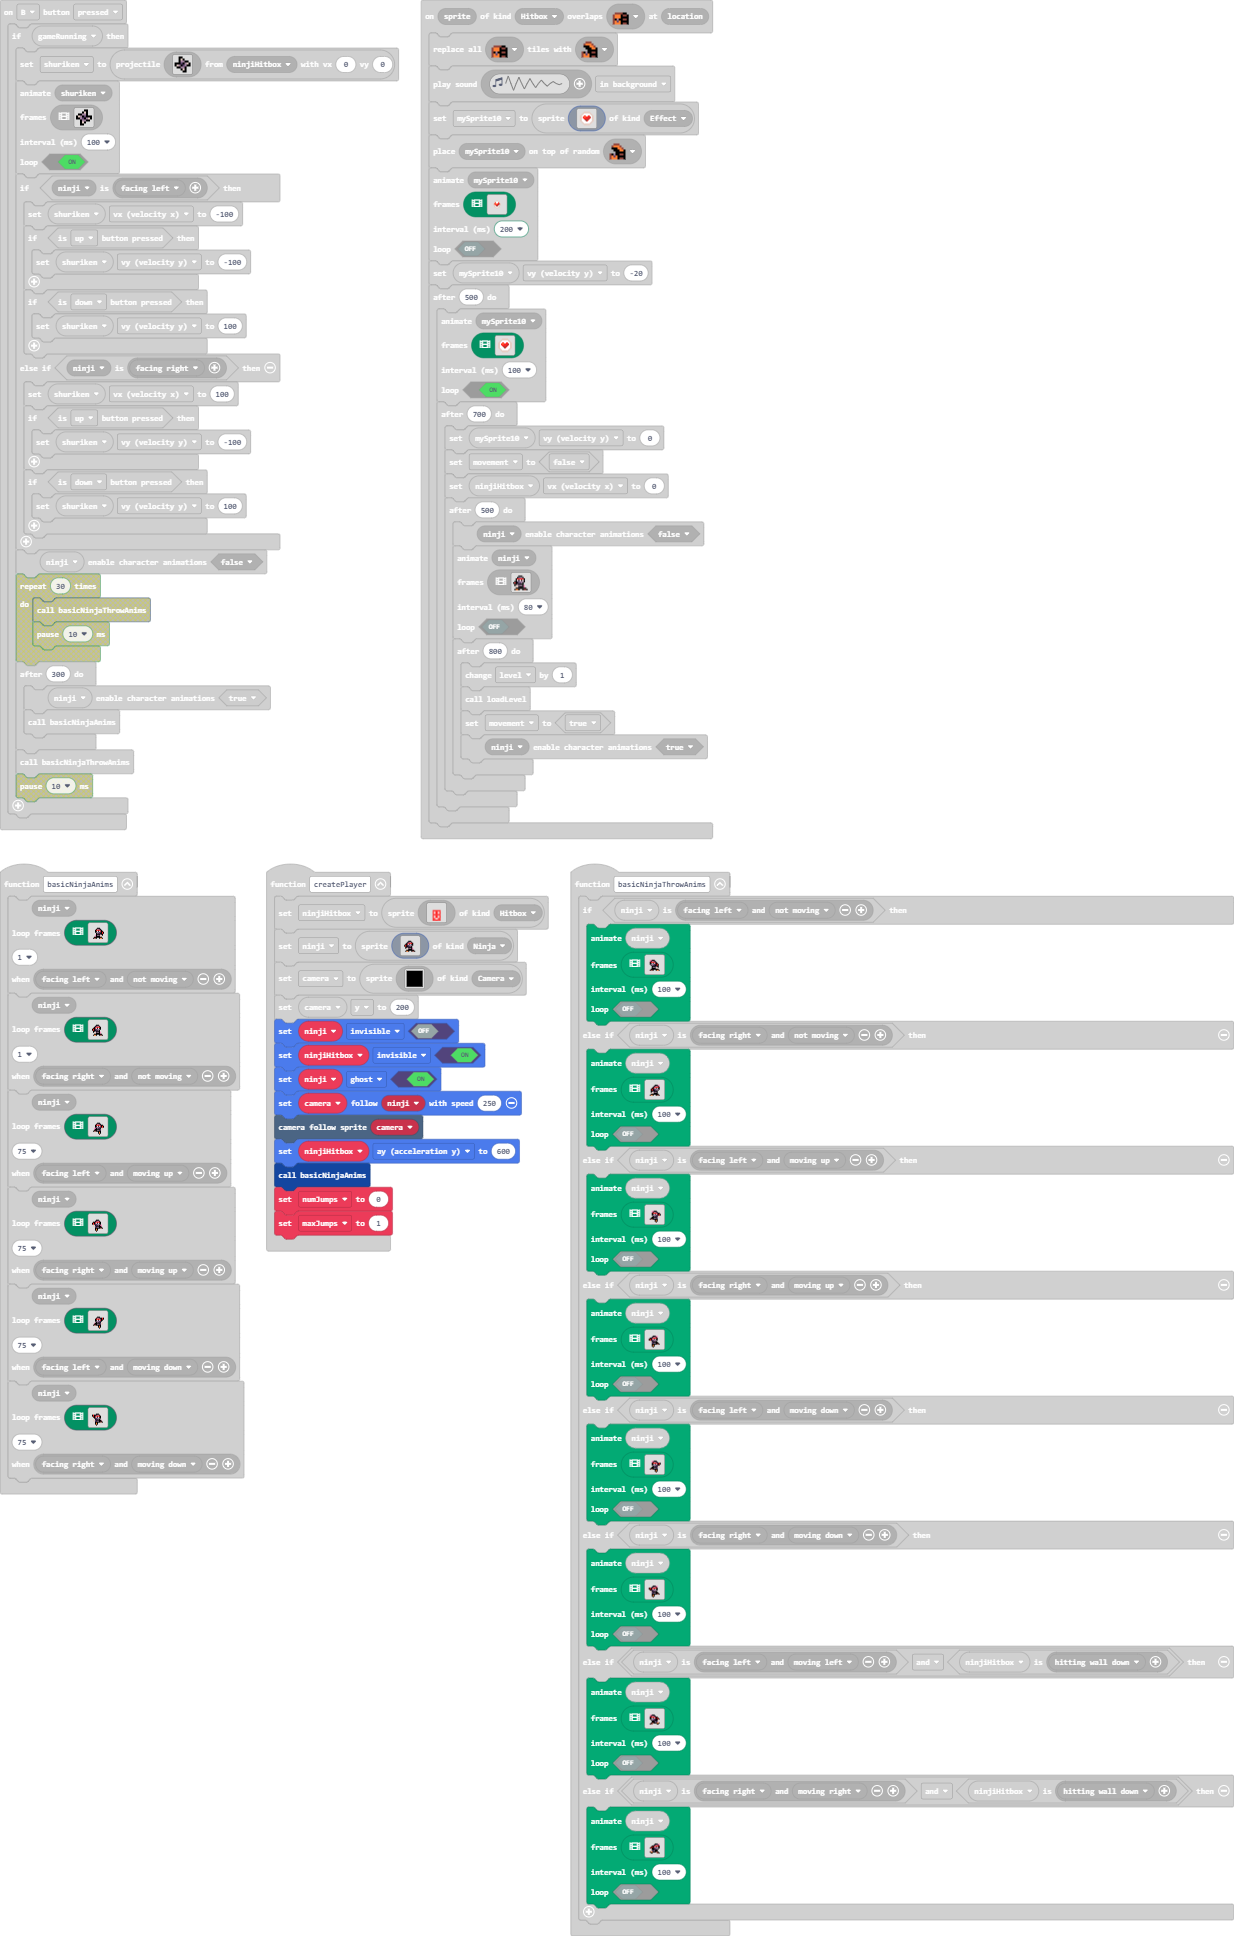 on B button pressed
if gameRunning then
set shuriken to projectile from ninjiHitbox with vx 0 vy 0
animate shuriken
frames
interval (ms) 100
loop ON
if ninji is facing left then
set shuriken vx (velocity x) to -100
if is up button pressed then
set shuriken vy (velocity y) to -100
if is down button pressed then
set shuriken vy (velocity y) to 100
else if ninji is facing right then
set shuriken vx (velocity x) to 100
if is up button pressed then
set shuriken vy (velocity y) to -100
if is down button pressed then
set shuriken vy (velocity y) to 100
ninji enable character animations false
repeat 30 times
do
call basicNinjaThrowAnims
pause 10 ms
after 300 do
ninji enable character animations true
call basicNinjaAnims
call basicNinjaThrowAnims
pause 10 ms
on sprite of kind Hitbox overlaps at location
replace all tiles with
play sound in background
set mySprite10 to sprite of kind Effect
place mySprite10 on top of random
animate mySprite10
frames
interval (ms) 200
loop OFF
set mySprite10 vy (velocity y) to -20
after 500 do
animate mySprite10
frames
interval (ms) 100
loop ON
after 700 do
set mySprite10 vy (velocity y) to 0
set movement to false
set ninjiHitbox vx (velocity x) to 0
after 500 do
ninji enable character animations false
animate ninji
frames
interval (ms) 80
loop OFF
after 800 do
change level by 1
call loadLevel
set movement to true
ninji enable character animations true
function basicNinjaAnims
ninji
loop frames
1
when facing left and not moving
ninji
loop frames
1
when facing right and not moving
ninji
loop frames
75
when facing left and moving up
ninji
loop frames
75
when facing right and moving up
ninji
loop frames
75
when facing left and moving down
ninji
loop frames
75
when facing right and moving down
function createPlayer
set ninjiHitbox to sprite of kind Hitbox
set ninji to sprite of kind Ninja
set camera to sprite of kind Camera
set camera y to 200
set ninji invisible OFF
set ninjiHitbox invisible ON
set ninji ghost ON
set camera follow ninji with speed 250
camera follow sprite camera
set ninjiHitbox ay (acceleration y) to 600
call basicNinjaAnims
set numJumps to 0
set maxJumps to 1
function basicNinjaThrowAnims
if ninji is facing left and not moving then
animate ninji
frames
interval (ms) 100
loop OFF
else if ninji is facing right and not moving then
animate ninji
frames
interval (ms) 100
loop OFF
else if ninji is facing left and moving up then
animate ninji
frames
interval (ms) 100
loop OFF
else if ninji is facing right and moving up then
animate ninji
frames
interval (ms) 100
loop OFF
else if ninji is facing left and moving down then
animate ninji
frames
interval (ms) 100
loop OFF
else if ninji is facing right and moving down then
animate ninji
frames
interval (ms) 100
loop OFF
else if ninji is facing left and moving left and ninjiHitbox is hitting wall down then
animate ninji
frames
interval (ms) 100
loop OFF
else if ninji is facing right and moving right and ninjiHitbox is hitting wall down then
animate ninji
frames
interval (ms) 100
loop OFF